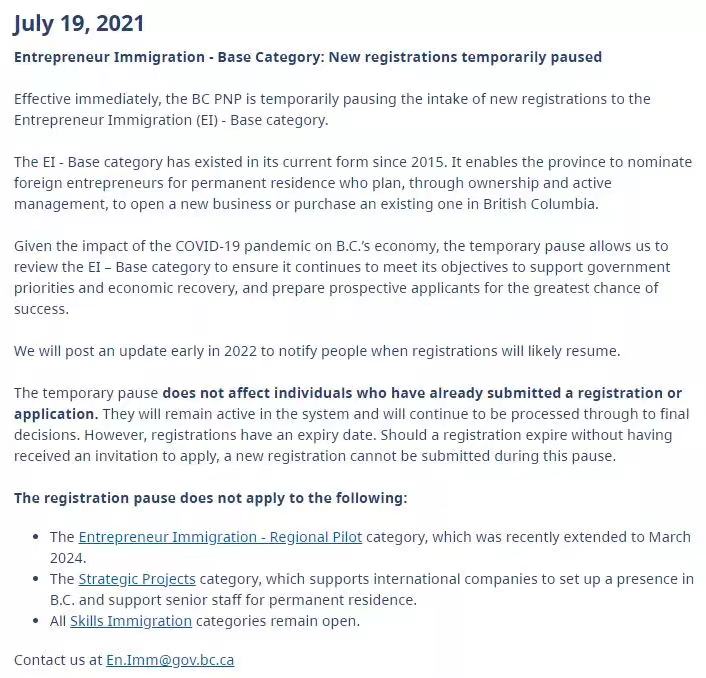 July 19, 2021
Entrepreneur Immigration - Base Category: New registrations temporarily paused
Effective immediately, the BC PNP is temporarily pausing the intake of new registrations to the
Entrepreneur Immigration (EI) - Base category.
The EI - Base category has existed in its current form since 2015. It enables the province to nominate
foreign entrepreneurs for permanent residence who plan, through ownership and active
management, to open a new business or purchase an existing one in British Columbia.
Given the impact of the COVID-19 pandemic on B.C.'s economy, the temporary pause allows us to
review the EI – Base category to ensure it continues to meet its objectives to support government
priorities and economic recovery, and prepare prospective applicants for the greatest chance of
success.
We will post an update early in 2022 to notify people when registrations will likely resume.
The temporary pause does not affect individuals who have already submitted a registration or
application. They will remain active in the system and will continue to be processed through to final
decisions. However, registrations have an expiry date. Should a registration expire without having
received an invitation to apply, a new registration cannot be submitted during this pause.
The registration pause does not apply to the following:
• The Entrepreneur Immigration - Regional Pilot category, which was recently extended to March
2024.
• The Strategic Projects category, which supports international companies to set up a presence in
B.C. and support senior staff for permanent residence.
• All Skills Immigration categories remain open.
Contact us at En.Imm@gov.bc.ca